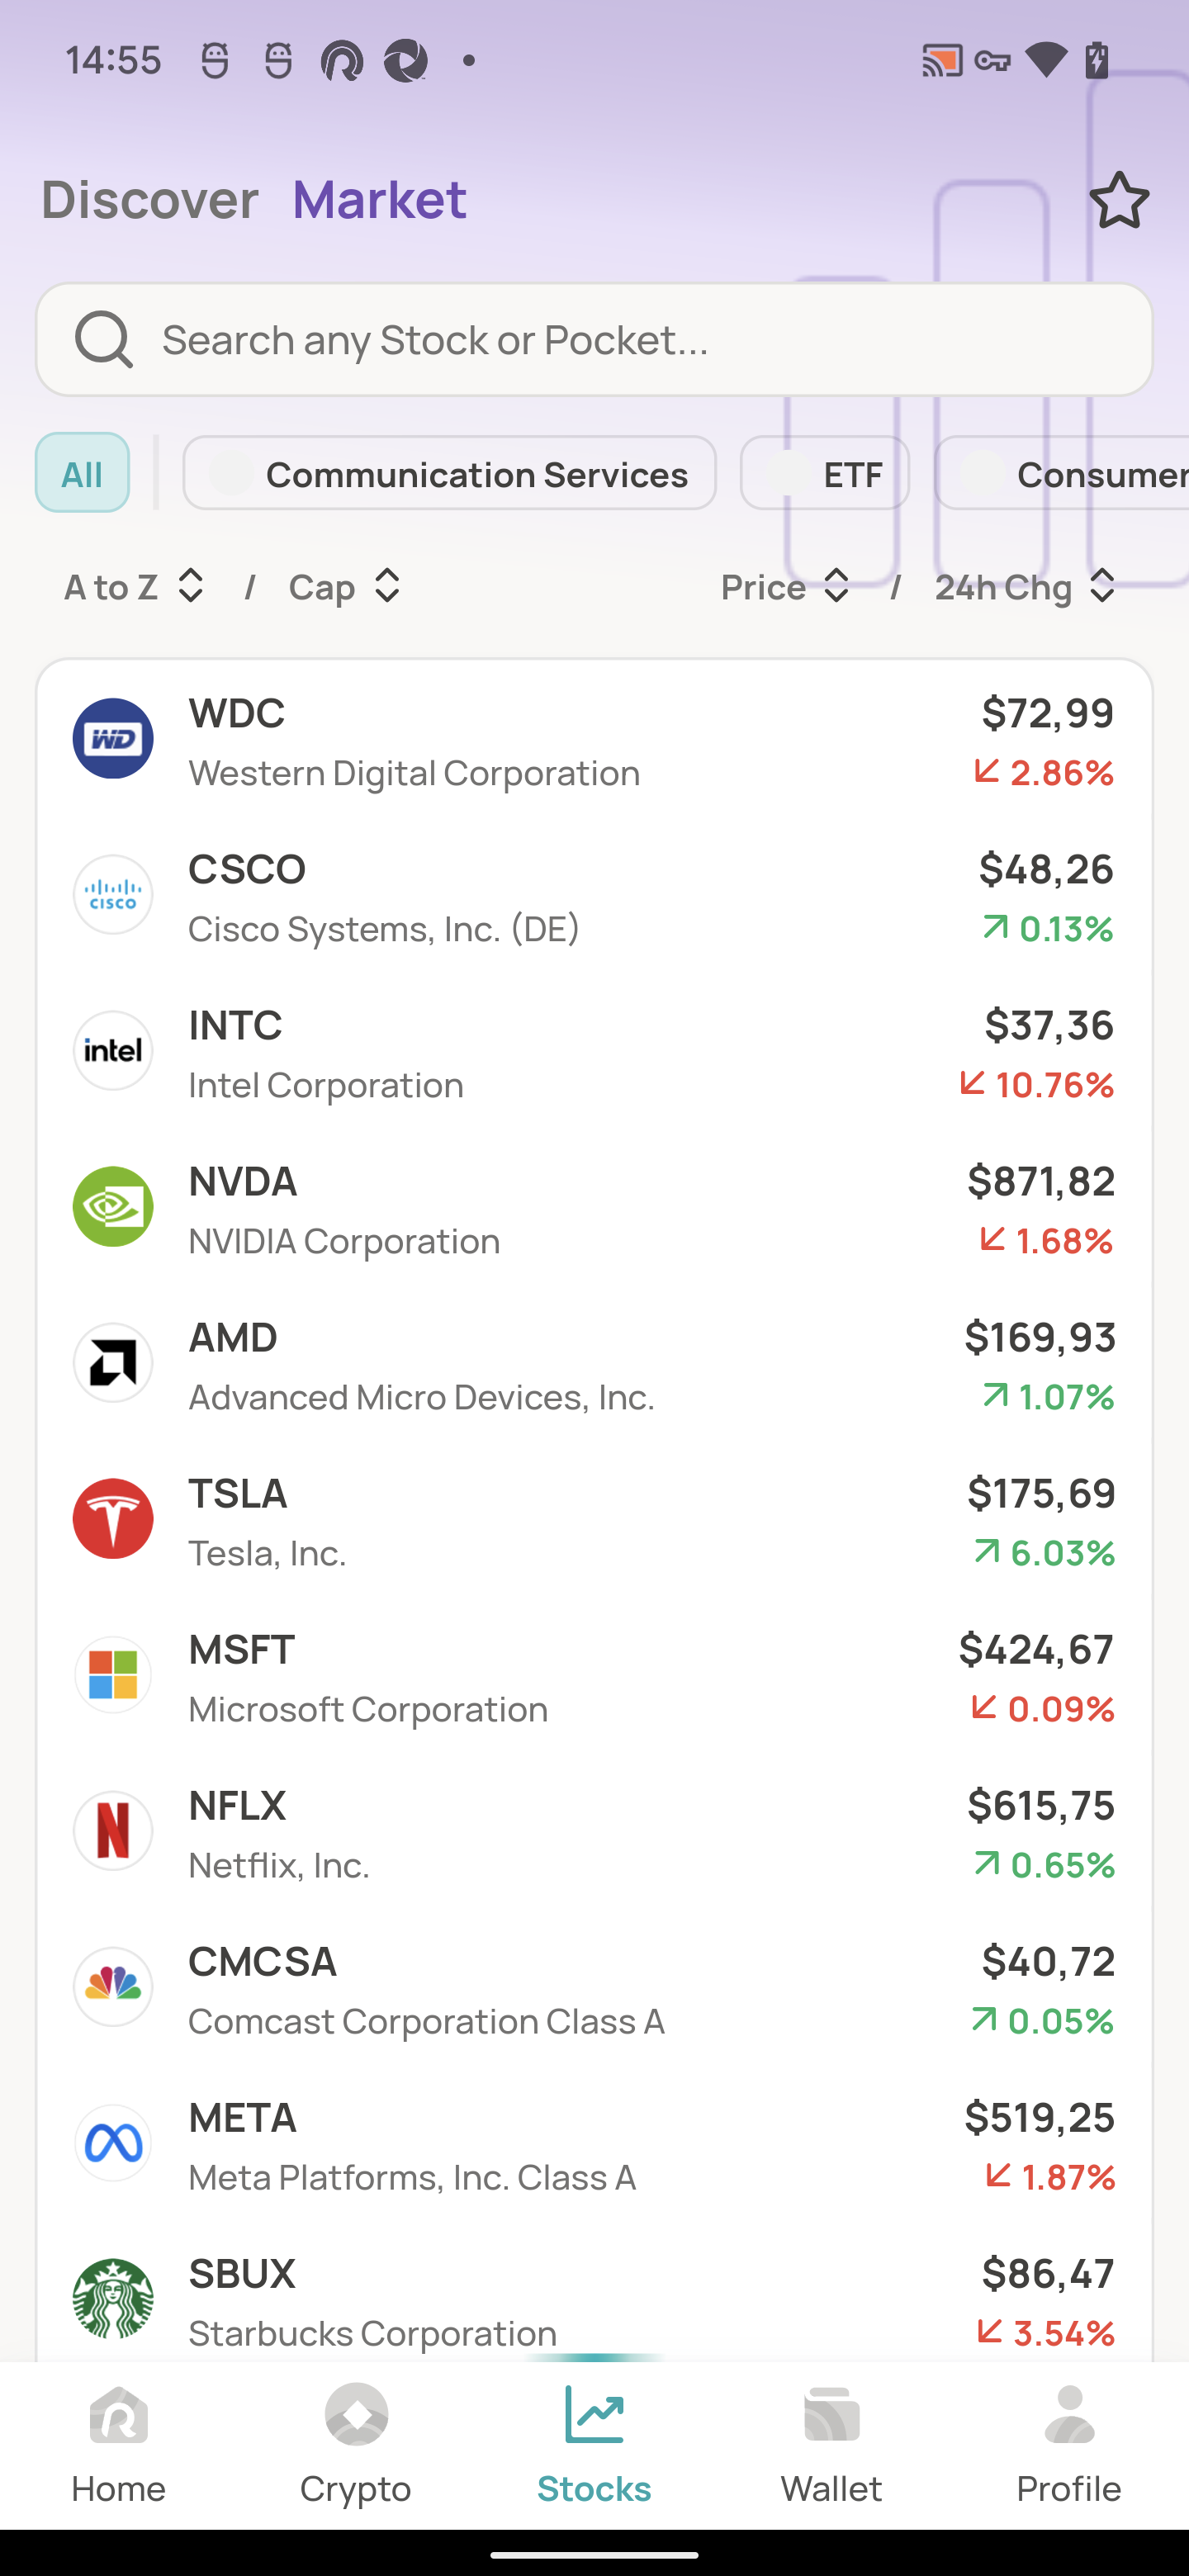 14:55
Discover Market
Search any Stock or Pocket...
All Communication Services ETF Consumer
A to Z / Cap Price / 24h Chg
WD WDC $72,99
Western Digital Corporation 2.86%
CSCO $48,26
CISCO Cisco Systems, Inc. (DE) 0.13%
INTC $37,36
intel Intel Corporation 10.76%
NVDA $871,82
NVIDIA Corporation 1.68%
AMD $169,93
Advanced Micro Devices, Inc. 1.07%
TSLA $175,69
Tesla, Inc. 6.03%
MSFT $424,67
Microsoft Corporation 0.09%
NFLX $615,75
Netflix, Inc. 0.65%
CMCSA $40,72
Comcast Corporation Class A 0.05%
META $519,25
Meta Platforms, Inc. Class A 1.87%
SBUX $86,47
Starbucks Corporation 3.54%
Home Crypto Stocks Wallet Profile